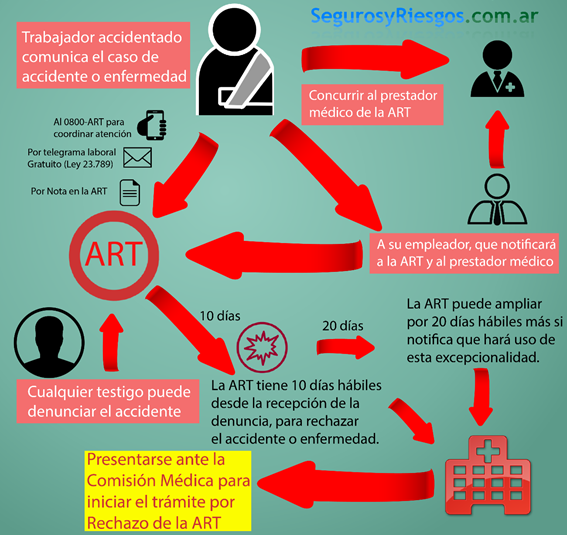 SegurosyRiesgos.com.ar
Trabajador accidentado
comunica el caso de
accidente o enfermedad
Concurrir al prestador
médico de la ART
Al 0800-ART para
coordinar atención
Por telegrama laboral
Gratuito (Ley 23.789)
Por Nota en la ART
ART
A su empleador, que notificará
a la ART y al prestador médico
10 días
20 días
La ART puede ampliar
por 20 días hábiles más si
notifica que hará uso de
esta excepcionalidad.
Cualquier testigo puede
denunciar el accidente
La ART tiene 10 días hábiles
desde la recepción de la
denuncia, para rechazar
el accidente o enfermedad.
Presentarse ante la
Comisión Médica para
iniciar el trámite por
Rechazo de la ART